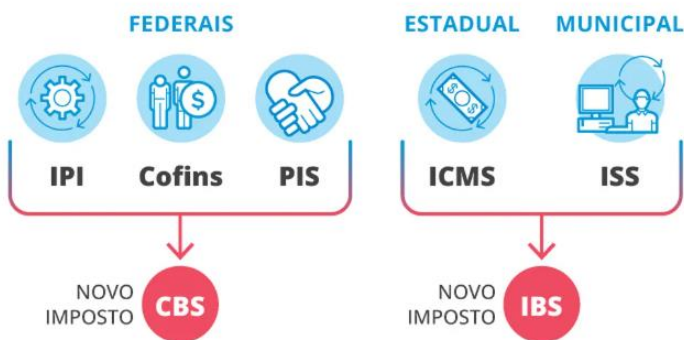 FEDERAIS
ESTADUAL
MUNICIPAL
$
$
$
IPI
Cofins
PIS
ICMS
ISS
NOVO
IMPOSTO
CBS
NOVO
IMPOSTO
IBS